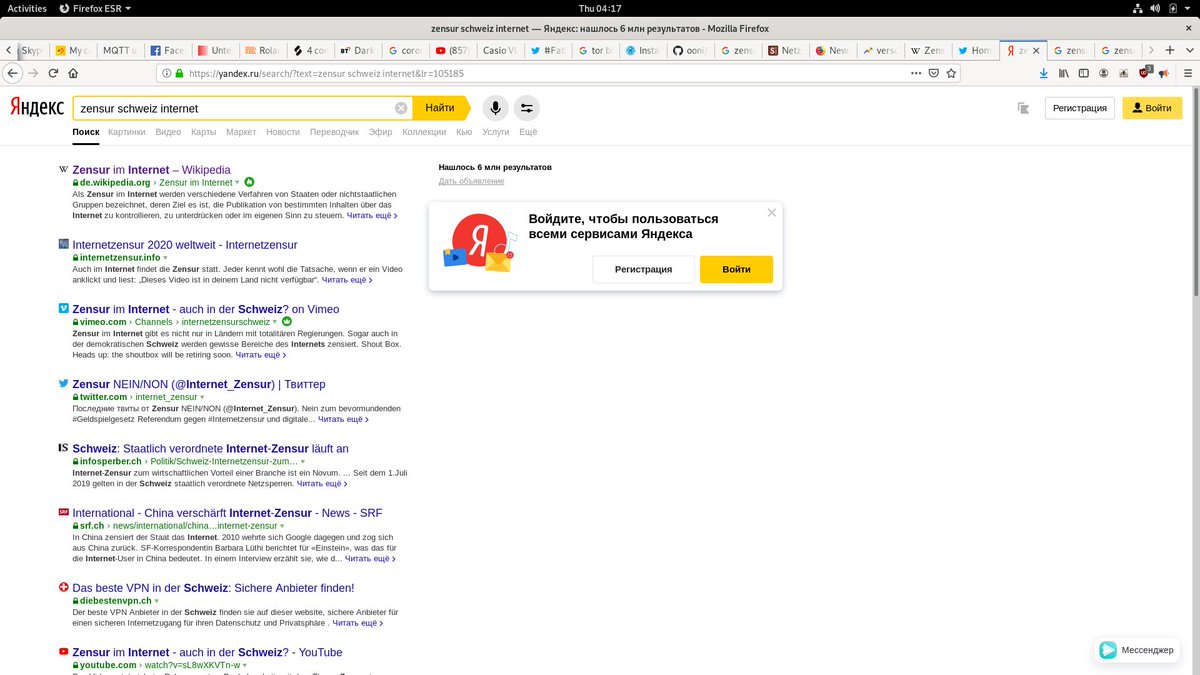 Activities Firefox ESR Thu 04:17
zensur schweiz internet — Яндекс: нашлось 6 млн результатов - Mozilla Firefox
Skyp My c MQTT u Face Unte Rola 4 co Dark coro (857) Casio Vi #Fab tor b Insta ooni/ zens Netz New versc Zens Hom ze zens zens
https://yandex.ru/search/?text=zensur schweiz internet&lr=105185
3
Яндекс
zensur schweiz internet
Найти
Регистрация
Войти
Поиск Картинки Видео Карты Маркет Новости Переводчик Эфир Коллекции Кью Услуги Ещё
Zensur im Internet – Wikipedia
de.wikipedia.org › Zensur im Internet
Als Zensur im Internet werden verschiedene Verfahren von Staaten oder nichtstaatlichen
Gruppen bezeichnet, deren Ziel es ist, die Publikation von bestimmten Inhalten über das
Internet zu kontrollieren, zu unterdrücken oder im eigenen Sinn zu steuern. Читать ещё ›
Internetzensur 2020 weltweit - Internetzensur
internetzensur.info
Auch im Internet findet die Zensur statt. Jeder kennt wohl die Tatsache, wenn er ein Video
anklickt und liest: „Dieses Video ist in deinem Land nicht verfügbar“. Читать ещё ›
Zensur im Internet - auch in der Schweiz? on Vimeo
vimeo.com › Channels › internetzensurschweiz
Zensur im Internet gibt es nicht nur in Ländern mit totalitären Regierungen. Sogar auch in
der demokratischen Schweiz werden gewisse Bereiche des Internets zensiert. Shout Box.
Heads up: the shoutbox will be retiring soon. Читать ещё ›
Zensur NEIN/NON (@Internet_Zensur) | Твиттер
twitter.com › internet_zensur
Последние твиты от Zensur NEIN/NON (@Internet_Zensur). Nein zum bevormundenden
#Geldspielgesetz Referendum gegen #Internetzensur und digitale... Читать ещё ›
Schweiz: Staatlich verordnete Internet-Zensur läuft an
infosperber.ch › Politik/Schweiz-Internetzensur-zum…
Internet-Zensur zum wirtschaftlichen Vorteil einer Branche ist ein Novum. ... Seit dem 1.Juli
2019 gelten in der Schweiz staatlich verordnete Netzsperren. Читать ещё ›
International - China verschärft Internet-Zensur - News - SRF
srf.ch › news/international/china…internet-zensur
In China zensiert der Staat das Internet. 2010 wehrte sich Google dagegen und zog sich
aus China zurück. SF-Korrespondentin Barbara Lüthi berichtet für «Einstein», was das für
die Internet-User in China bedeutet. In einem Interview erzählt sie, wie d... Читать ещё ›
Das beste VPN in der Schweiz: Sichere Anbieter finden!
diebestenvpn.ch
Der beste VPN Anbieter in der Schweiz finden sie auf dieser website, sichere Anbieter für
einen sicheren Internetzugang für ihren Datenschutz und Privatsphäre . Читать ещё ›
Zensur im Internet - auch in der Schweiz? - YouTube
youtube.com › watch?v=sL8wXKVTn-w
Нашлось 6 млн результатов
Дать объявление
Войдите, чтобы пользоваться
всеми сервисами Яндекса
Регистрация
Войти
Мессенджер